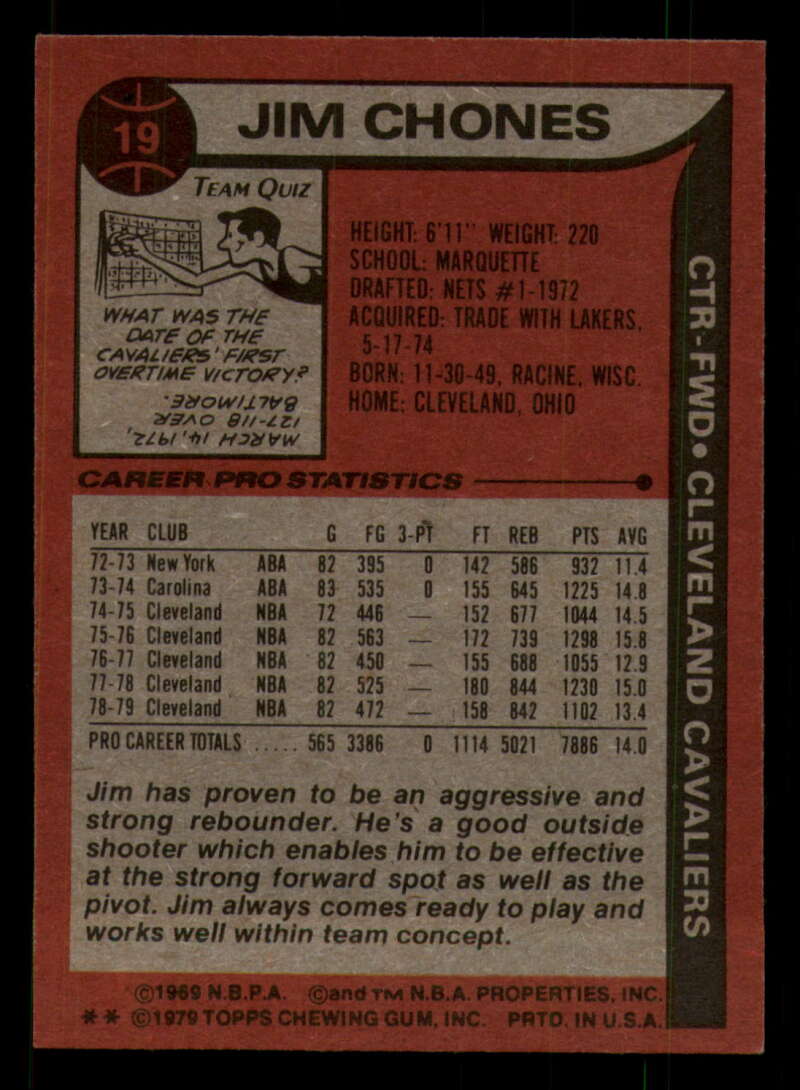 19
JIM CHONES
TEAM QUIZ
WHAT WAS THE
DATE OF THE
CAVALIERS' FIRST
OVERTIME VICTORY?
MARCH 14, 1972,
127-118 OVER
BALTIMORE.
HEIGHT: 6'11" WEIGHT: 220
SCHOOL: MARQUETTE
DRAFTED: NETS #1-1972
ACQUIRED: TRADE WITH LAKERS,
5-17-74
BORN: 11-30-49, RACINE, WISC.
HOME: CLEVELAND, OHIO
CTR-FWD • CLEVELAND CAVALIERS
CAREER PRO STATISTICS
YEAR CLUB G FG 3-PT FT REB PTS AVG
72-73 New York ABA 82 395 0 142 586 932 11.4
73-74 Carolina ABA 83 535 0 155 645 1225 14.8
74-75 Cleveland NBA 72 446 — 152 677 1044 14.5
75-76 Cleveland NBA 82 563 — 172 739 1298 15.8
76-77 Cleveland NBA 82 450 — 155 688 1055 12.9
77-78 Cleveland NBA 82 525 — 180 844 1230 15.0
78-79 Cleveland NBA 82 472 — 158 842 1102 13.4
PRO CAREER TOTALS ..... 565 3386 0 1114 5021 7886 14.0
Jim has proven to be an aggressive and
strong rebounder. He's a good outside
shooter which enables him to be effective
at the strong forward spot as well as the
pivot. Jim always comes ready to play and
works well within team concept.
©1969 N.B.P.A. ©and TM N.B.A. PROPERTIES, INC.
** ©1979 TOPPS CHEWING GUM, INC. PRTD. IN U.S.A.